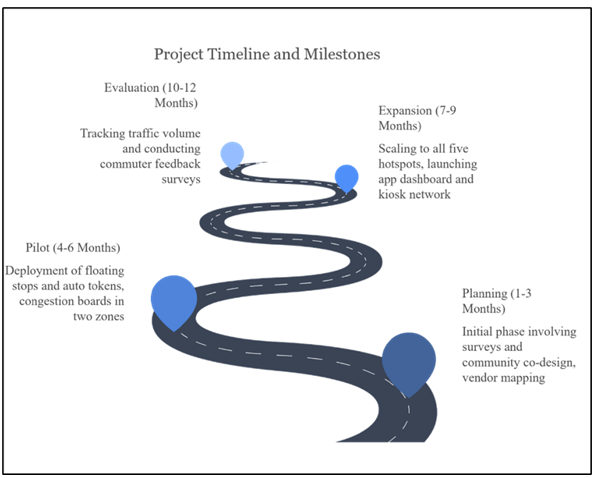 Project Timeline and Milestones
Evaluation (10-12
Months)
Tracking traffic volume
and conducting
commuter feedback
surveys
Expansion (7-9
Months)
Scaling to all five
hotspots, launching
app dashboard and
kiosk network
Pilot (4-6 Months)
Deployment of floating
stops and auto tokens,
congestion boards in
two zones
Planning (1-3
Months)
Initial phase involving
surveys and
community co-design,
vendor mapping